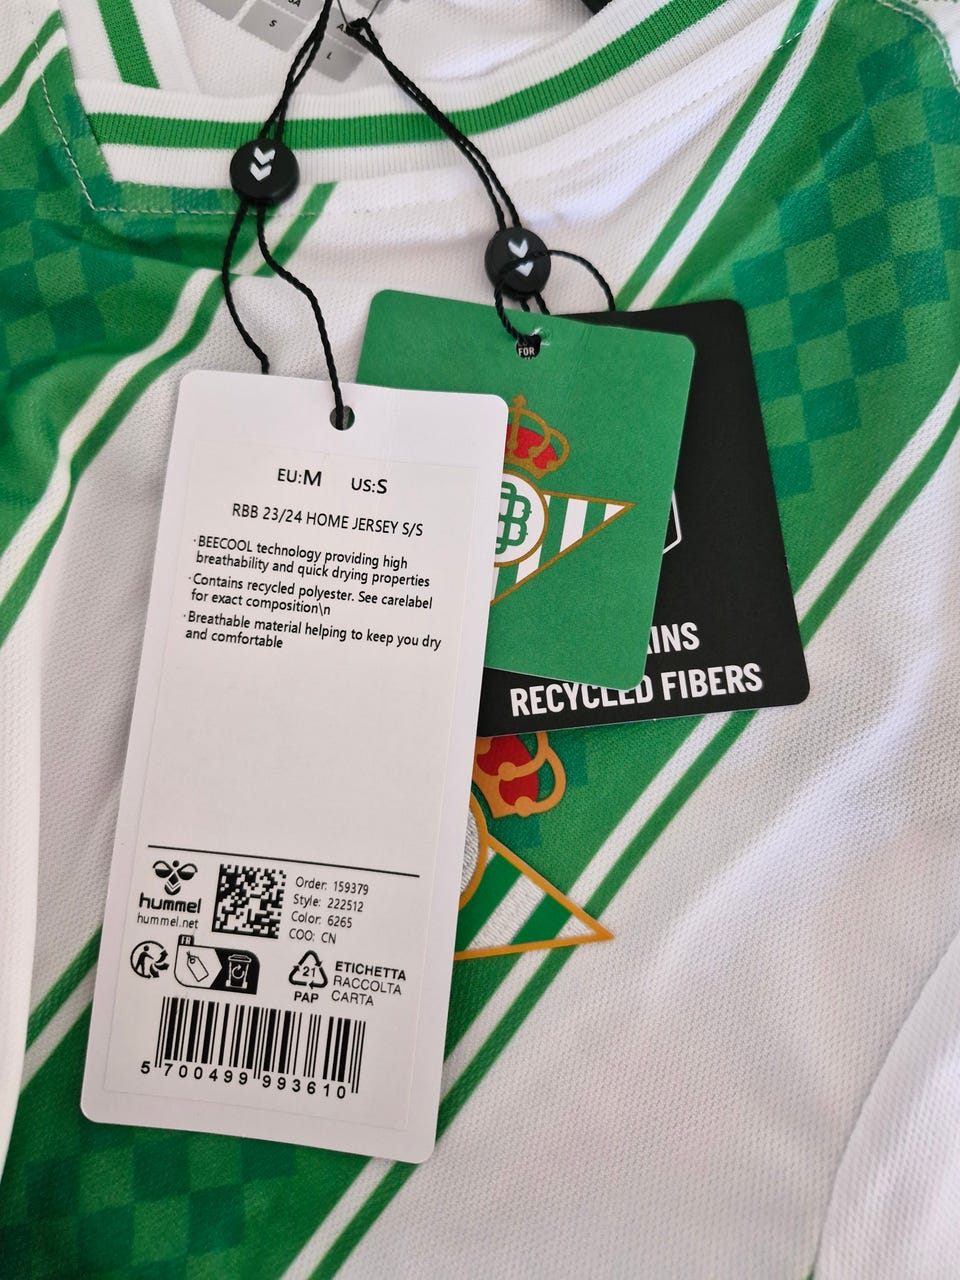 S
L
FOR
EU:M US:S
RBB 23/24 HOME JERSEY S/S
·BEECOOL technology providing high
breathability and quick drying properties
·Contains recycled polyester. See carelabel
for exact composition\n
·Breathable material helping to keep you dry
and comfortable
RECYCLED FIBERS
hummel
hummel.net
Order: 159379
Style: 222512
Color: 6265
COO: CN
FR
21
PAP
ETICHETTA
RACCOLTA
CARTA
5 700499 993610